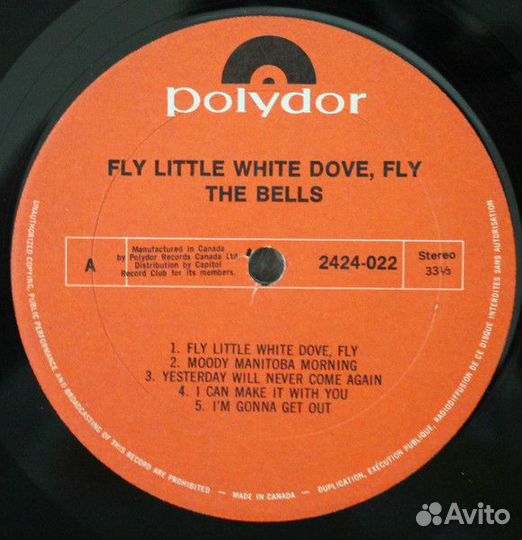 polydor
FLY LITTLE WHITE DOVE, FLY
THE BELLS
A
Manufactured in Canada
by Polydor Records Canada Ltd.
Distribution by Capitol
Record Club for its members.
2424-022
Stereo
33⅓
1. FLY LITTLE WHITE DOVE, FLY
2. MOODY MANITOBA MORNING
3. YESTERDAY WILL NEVER COME AGAIN
4. I CAN MAKE IT WITH YOU
5. I'M GONNA GET OUT
UNAUTHORIZED COPYING, PUBLIC PERFORMANCE AND BROADCASTING OF THIS RECORD ARE PROHIBITED – MADE IN CANADA – DUPLICATION, EXÉCUTION PUBLIQUE, RADIODIFFUSION DE CE DISQUE INTERDITES SANS AUTORISATION
Avito